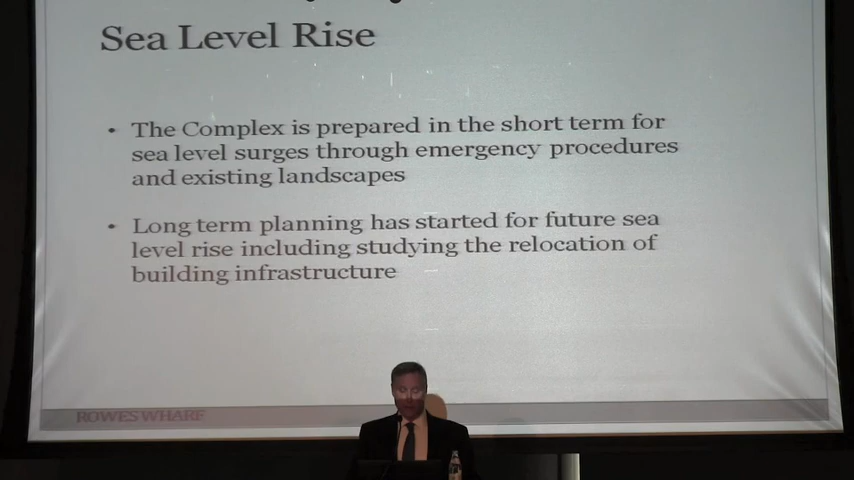 Sea Level Rise
• The Complex is prepared in the short term for
sea level surges through emergency procedures
and existing landscapes
• Long term planning has started for future sea
level rise including studying the relocation of
building infrastructure
ROWES WHARF